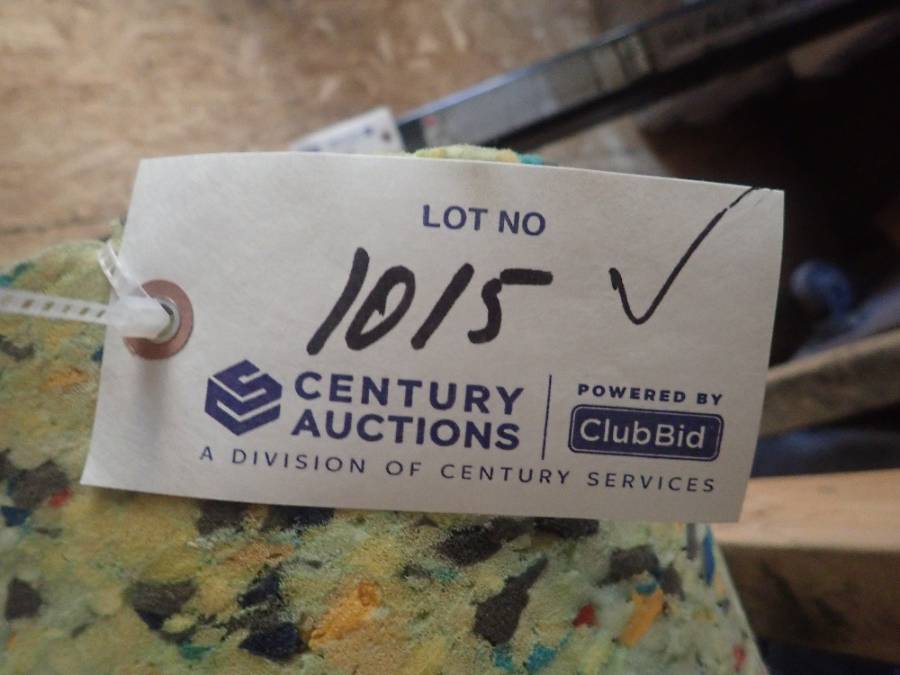 LOT NO
1015 ✓
CENTURY
AUCTIONS
POWERED BY
ClubBid
A DIVISION OF CENTURY SERVICES